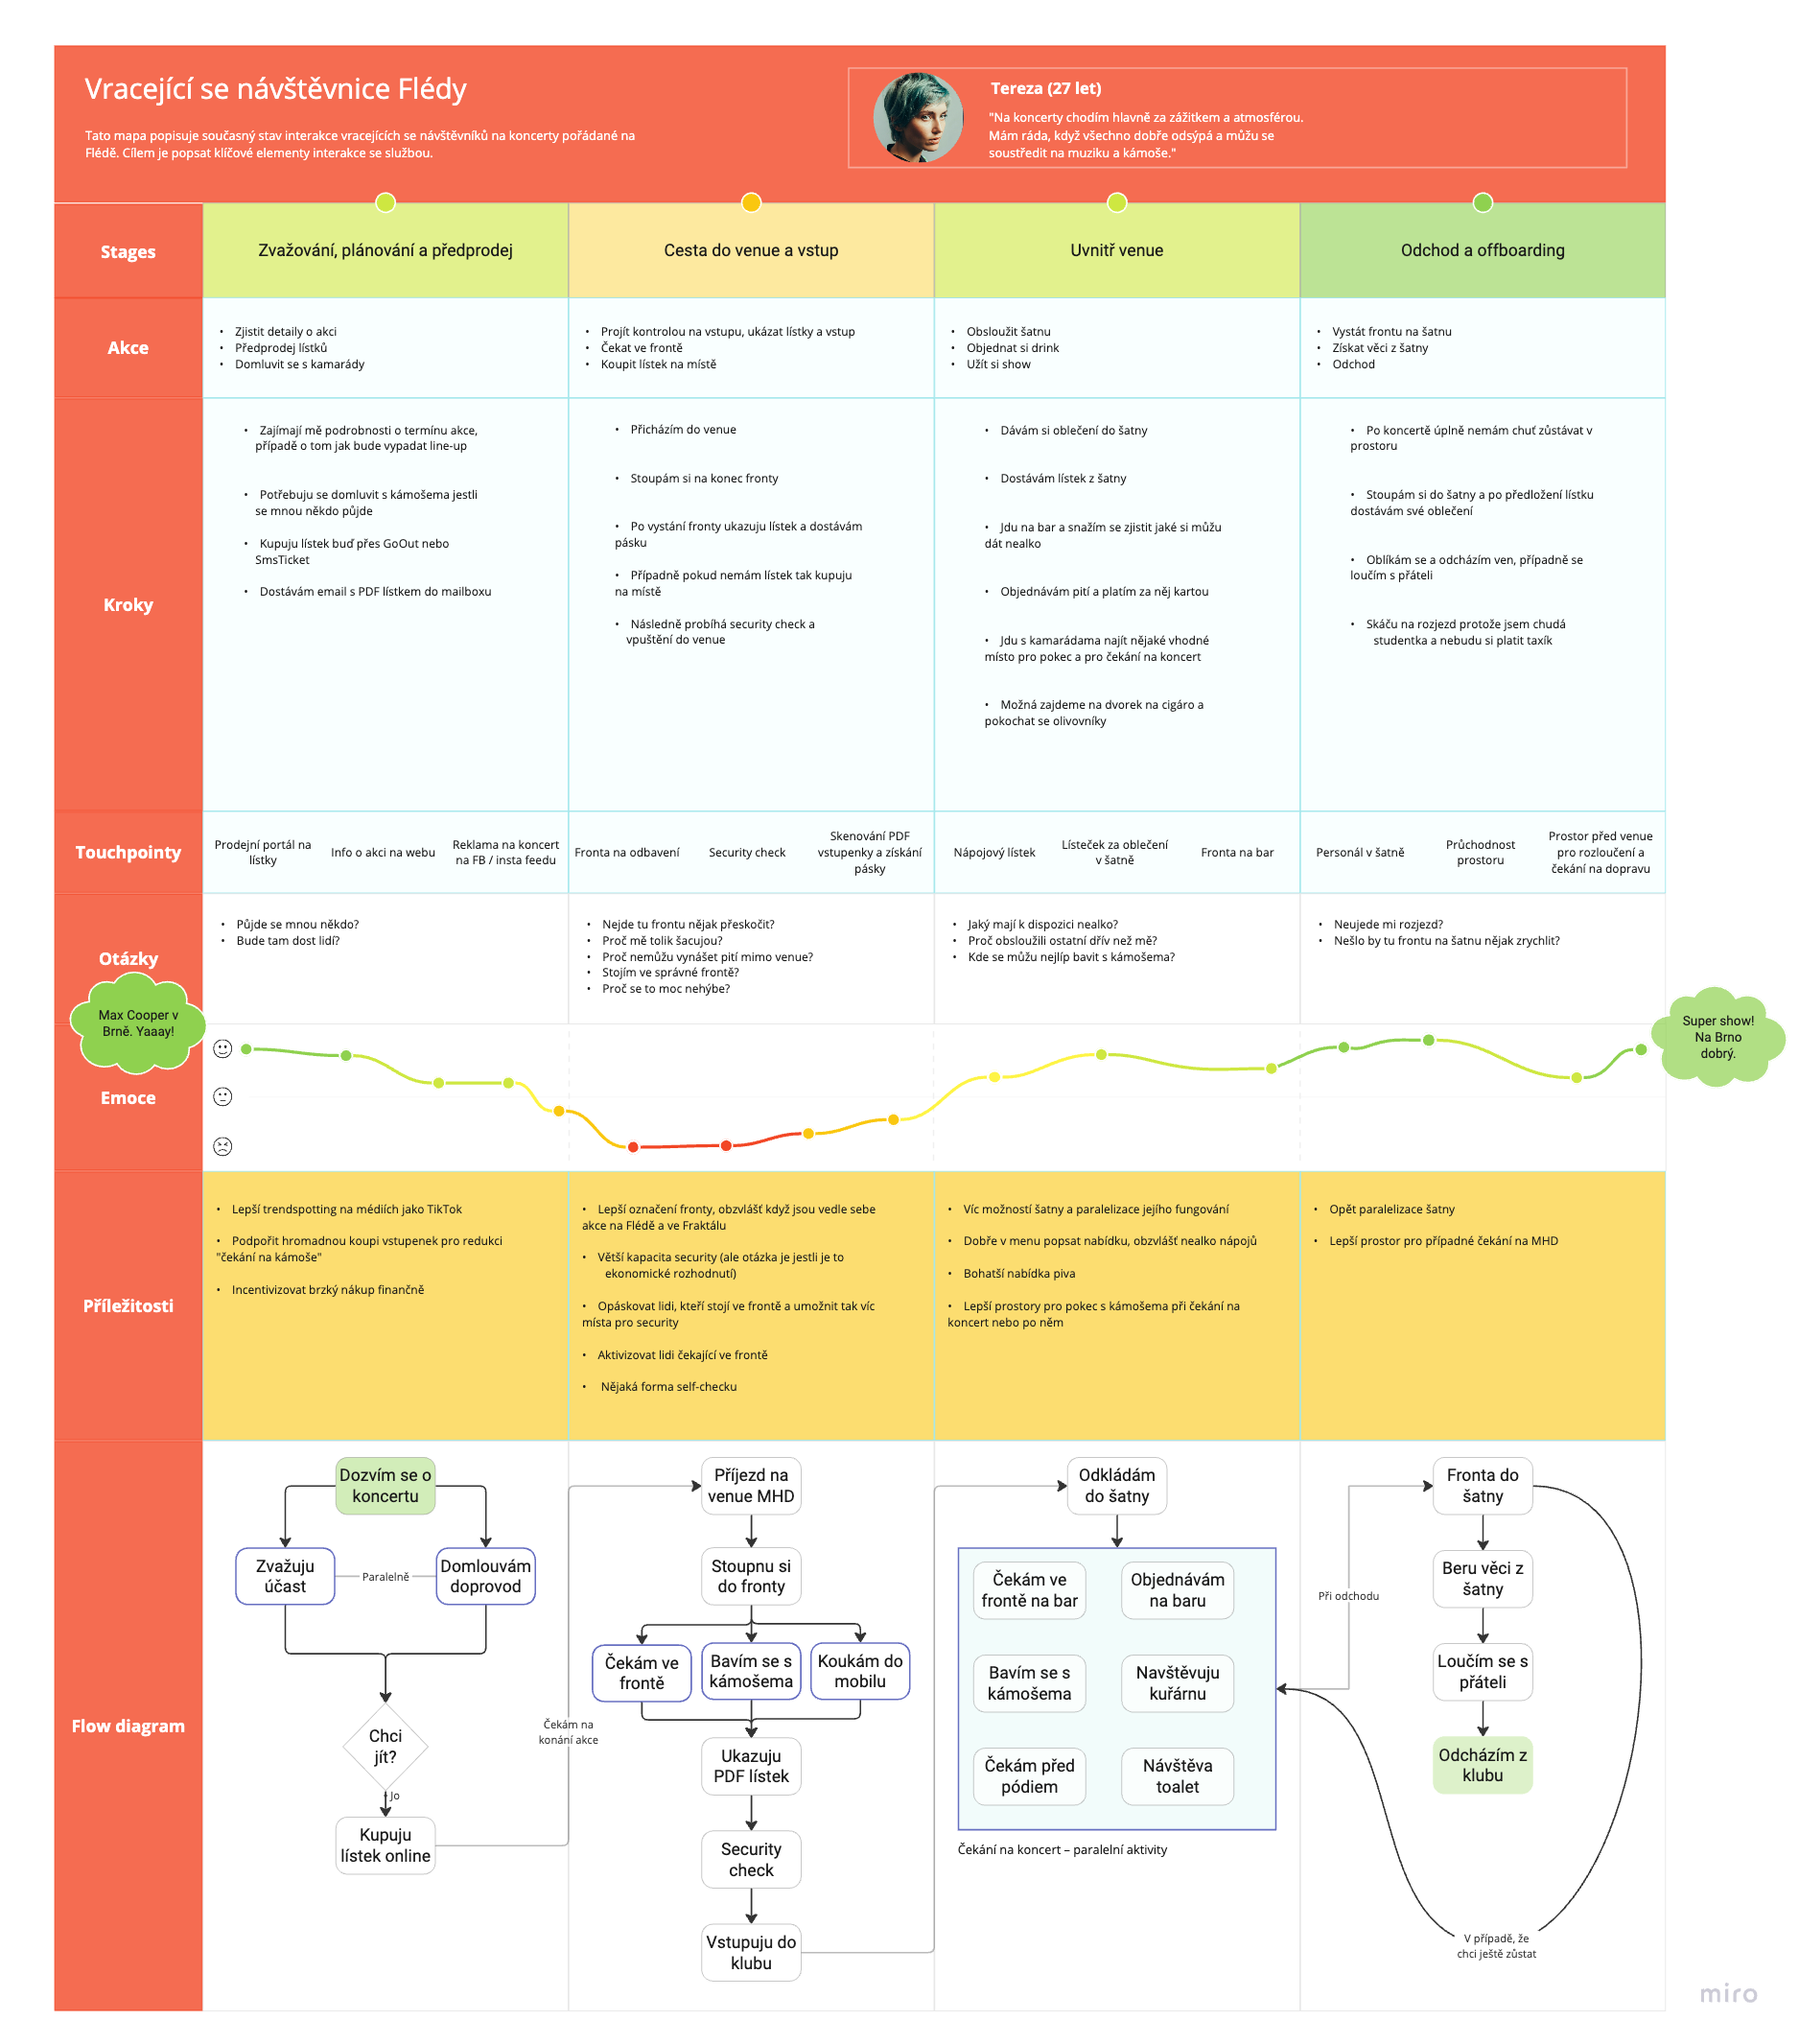 Vracející se návštěvnice Flédy
Tato mapa popisuje současný stav interakce vracejících se návštěvníků na koncerty pořádané na
Flédě. Cílem je popsat klíčové elementy interakce se službou.
Tereza (27 let)
"Na koncerty chodím hlavně za zážitkem a atmosférou.
Mám ráda, když všechno dobře odsýpá a můžu se
soustředit na muziku a kámoše."
Stages
Zvažování, plánování a předprodej
Cesta do venue a vstup
Uvnitř venue
Odchod a offboarding
Akce
• Zjistit detaily o akci
• Předprodej lístků
• Domluvit se s kamarády
• Projít kontrolou na vstupu, ukázat lístky a vstup
• Čekat ve frontě
• Koupit lístek na místě
• Obsloužit šatnu
• Objednat si drink
• Užít si show
• Vystát frontu na šatnu
• Získat věci z šatny
• Odchod
Kroky
• Zajímají mě podrobnosti o termínu akce,
případě o tom jak bude vypadat line-up
• Potřebuju se domluvit s kámošema jestli
se mnou někdo půjde
• Kupuju lístek buď přes GoOut nebo
SmsTicket
• Dostávám email s PDF lístkem do mailboxu
• Přicházím do venue
• Stoupám si na konec fronty
• Po vystání fronty ukazuju lístek a dostávám
pásku
• Případně pokud nemám lístek tak kupuju
na místě
• Následně probíhá security check a
vpuštění do venue
• Dávám si oblečení do šatny
• Dostávám lístek z šatny
• Jdu na bar a snažím se zjistit jaké si můžu
dát nealko
• Objednávám pití a platím za něj kartou
• Jdu s kamarádama najít nějaké vhodné
místo pro pokec a pro čekání na koncert
• Možná zajdeme na dvorek na cigáro a
pokochat se olivovníky
• Po koncertě úplně nemám chuť zůstávat v
prostoru
• Stoupám si do šatny a po předložení lístku
dostávám své oblečení
• Oblíkám se a odcházím ven, případně se
loučím s přáteli
• Skáču na rozjezd protože jsem chudá
studentka a nebudu si platit taxík
Touchpointy
Prodejní portál na
lístky
Info o akci na webu
Reklama na koncert
na FB / insta feedu
Fronta na odbavení
Security check
Skenování PDF
vstupenky a získání
pásky
Nápojový lístek
Lísteček za oblečení
v šatně
Fronta na bar
Personál v šatně
Průchodnost
prostoru
Prostor před venue
pro rozloučení a
čekání na dopravu
Otázky
• Půjde se mnou někdo?
• Bude tam dost lidí?
• Nejde tu frontu nějak přeskočit?
• Proč mě tolik šacujou?
• Proč nemůžu vynášet pití mimo venue?
• Stojím ve správné frontě?
• Proč se to moc nehýbe?
• Jaký mají k dispozici nealko?
• Proč obsloužili ostatní dřív než mě?
• Kde se můžu nejlíp bavit s kámošema?
• Neujede mi rozjezd?
• Nešlo by tu frontu na šatnu nějak zrychlit?
Max Cooper v
Brně. Yaaay!
Super show!
Na Brno
dobrý.
Emoce
Příležitosti
• Lepší trendspotting na médiích jako TikTok
• Podpořit hromadnou koupi vstupenek pro redukci
"čekání na kámoše"
• Incentivizovat brzký nákup finančně
• Lepší označení fronty, obzvlášť když jsou vedle sebe
akce na Flédě a ve Fraktálu
• Větší kapacita security (ale otázka je jestli je to
ekonomické rozhodnutí)
• Opáskovat lidi, kteří stojí ve frontě a umožnit tak víc
místa pro security
• Aktivizovat lidi čekající ve frontě
• Nějaká forma self-checku
• Víc možností šatny a paralelizace jejího fungování
• Dobře v menu popsat nabídku, obzvlášť nealko nápojů
• Bohatší nabídka piva
• Lepší prostory pro pokec s kámošema při čekání na
koncert nebo po něm
• Opět paralelizace šatny
• Lepší prostor pro případné čekání na MHD
Flow diagram
Dozvím se o
koncertu
Zvažuju
účast
Paralelně
Domlouvám
doprovod
Chci
jít?
Jo
Kupuju
lístek online
Čekám na
konání akce
Příjezd na
venue MHD
Stoupnu si
do fronty
Čekám ve
frontě
Bavím se s
kámošema
Koukám do
mobilu
Ukazuju
PDF lístek
Security
check
Vstupuju do
klubu
Odkládám
do šatny
Čekám ve
frontě na bar
Objednávám
na baru
Bavím se s
kámošema
Navštěvuju
kuřárnu
Čekám před
pódiem
Návštěva
toalet
Čekání na koncert – paralelní aktivity
Při odchodu
Fronta do
šatny
Beru věci z
šatny
Loučím se s
přáteli
Odcházím z
klubu
V případě, že
chci ještě zůstat
miro